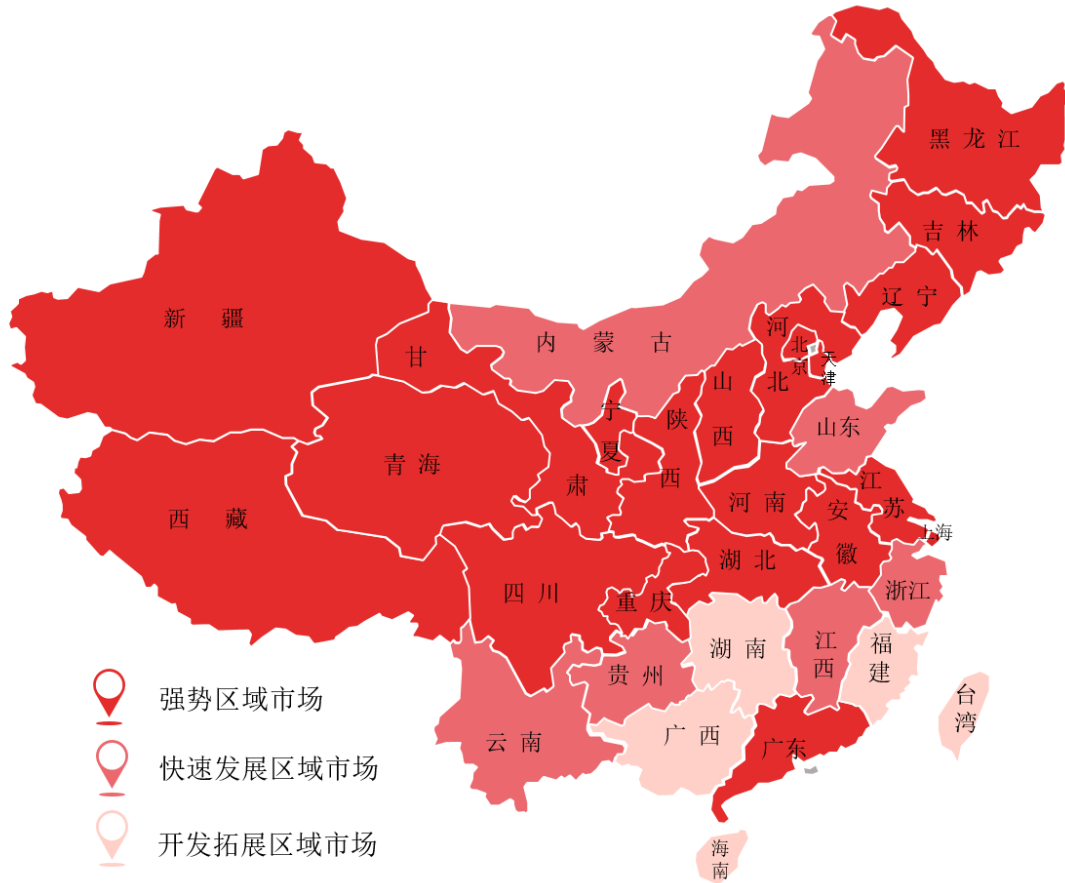 黑龙江
吉林
辽宁
新疆
甘肃
内蒙古
河北
北京
天津
山西
宁夏
陕西
山东
青海
西藏
河南
江苏
安徽
上海
湖北
四川
重庆
浙江
湖南
江西
福建
贵州
云南
广西
广东
台湾
海南
强势区域市场
快速发展区域市场
开发拓展区域市场